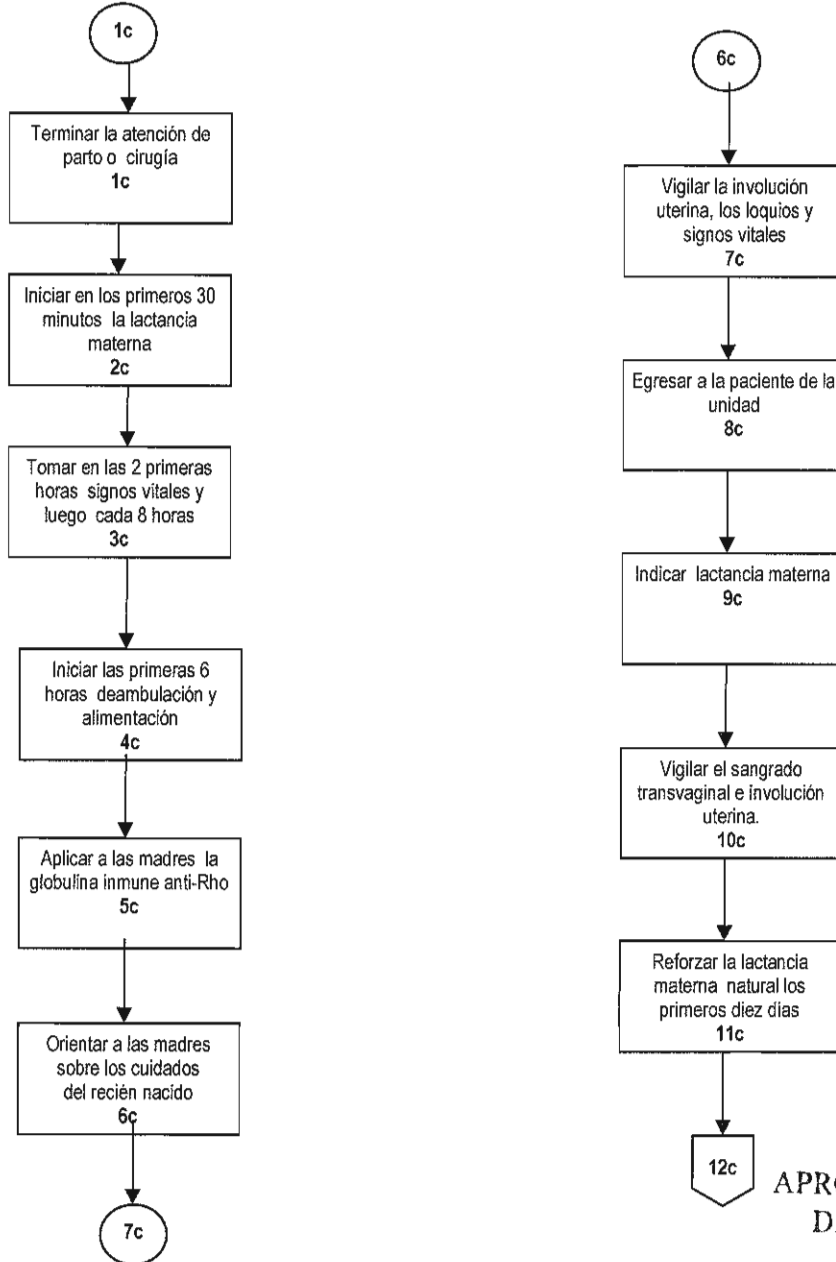 1c
Terminar la atención de
parto o cirugía
1c
Iniciar en los primeros 30
minutos la lactancia
materna
2c
Tomar en las 2 primeras
horas signos vitales y
luego cada 8 horas
3c
Iniciar las primeras 6
horas deambulación y
alimentación
4c
Aplicar a las madres la
globulina inmune anti-Rho
5c
Orientar a las madres
sobre los cuidados
del recién nacido
6c
7c
6c
Vigilar la involución
uterina, los loquios y
signos vitales
7c
Egresar a la paciente de la
unidad
8c
Indicar lactancia materna
9c
Vigilar el sangrado
transvaginal e involución
uterina.
10c
Reforzar la lactancia
materna natural los
primeros diez días
11c
12c